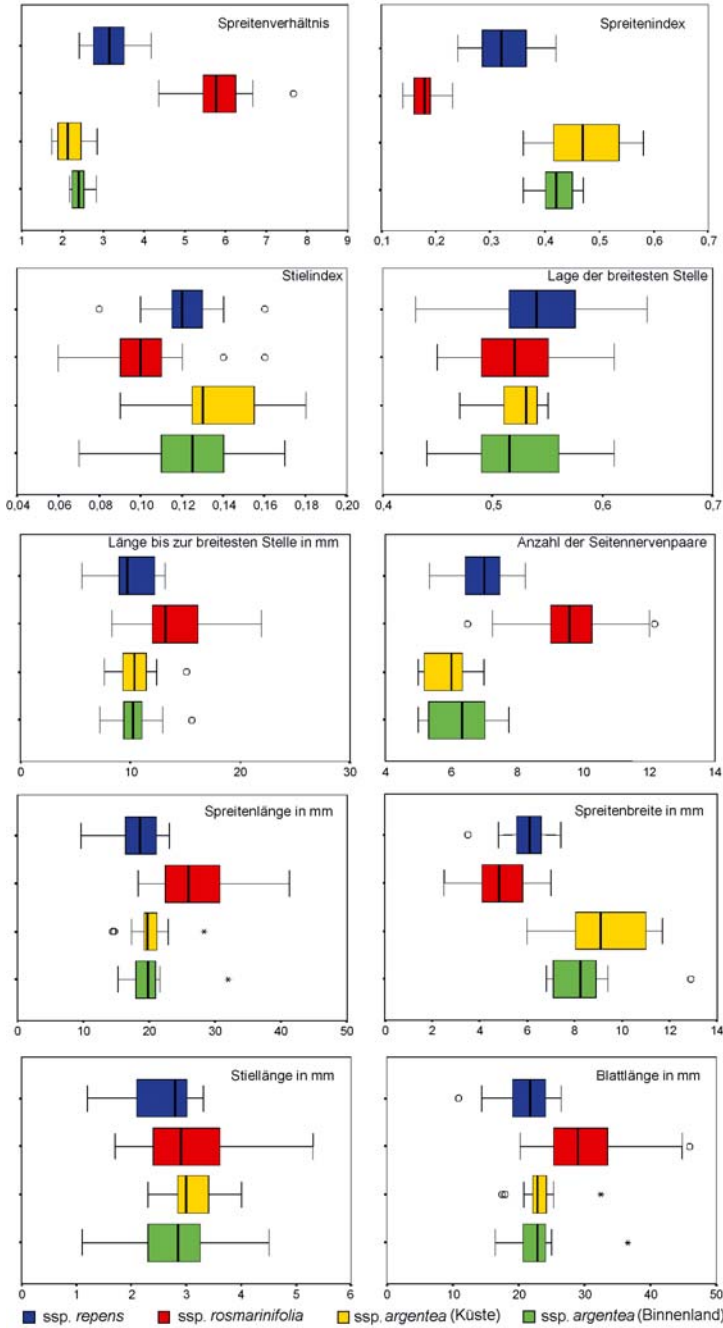 Spreitenverhältnis
1 2 3 4 5 6 7 8 9
Spreitenindex
0,1 0,2 0,3 0,4 0,5 0,6 0,7
Stielindex
0,04 0,06 0,08 0,10 0,12 0,14 0,16 0,18 0,20
Lage der breitesten Stelle
0,4 0,5 0,6 0,7
Länge bis zur breitesten Stelle in mm
0 10 20 30
Anzahl der Seitennervenpaare
4 6 8 10 12 14
Spreitenlänge in mm
0 10 20 30 40 50
Spreitenbreite in mm
0 2 4 6 8 10 12 14
Stiellänge in mm
0 1 2 3 4 5 6
Blattlänge in mm
0 10 20 30 40 50
ssp. repens ssp. rosmarinifolia ssp. argentea (Küste) ssp. argentea (Binnenland)